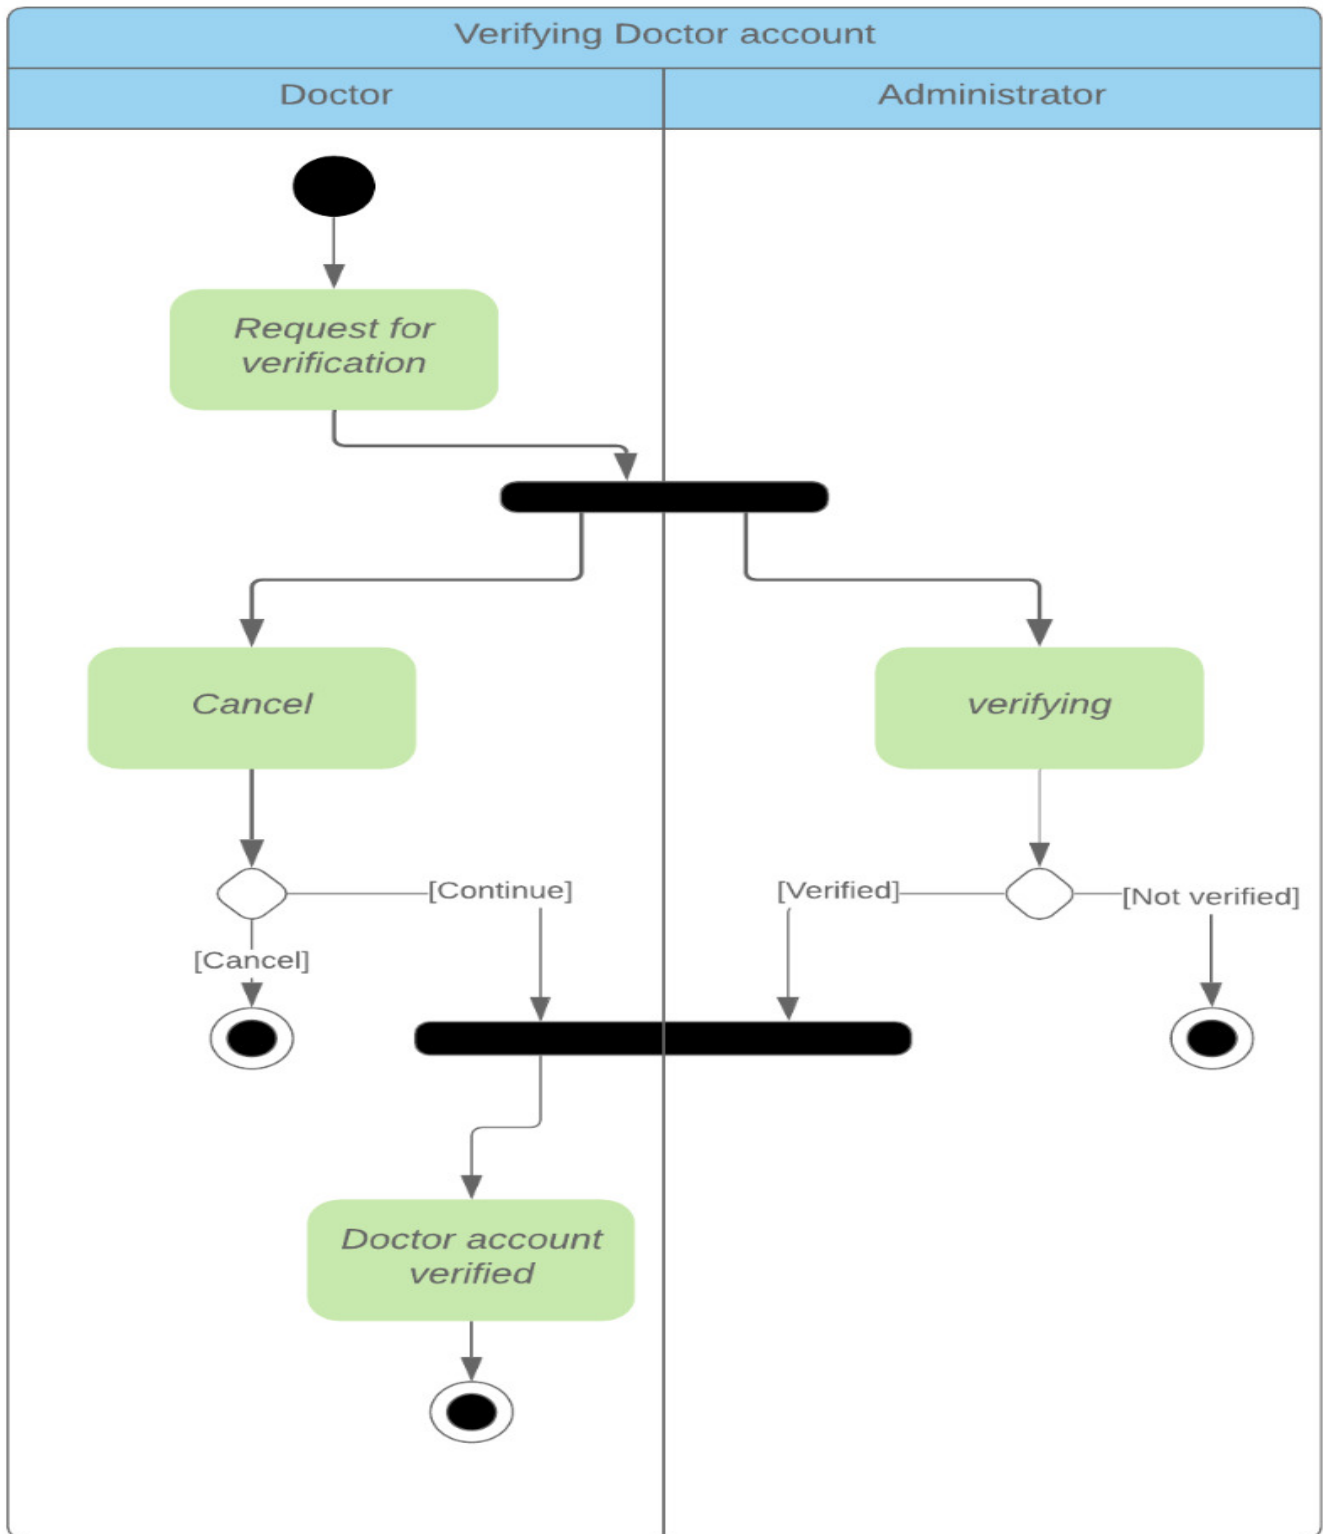 Verifying Doctor account
Doctor
Administrator
Request for
verification
Cancel
verifying
[Continue]
[Verified]
[Not verified]
[Cancel]
Doctor account
verified